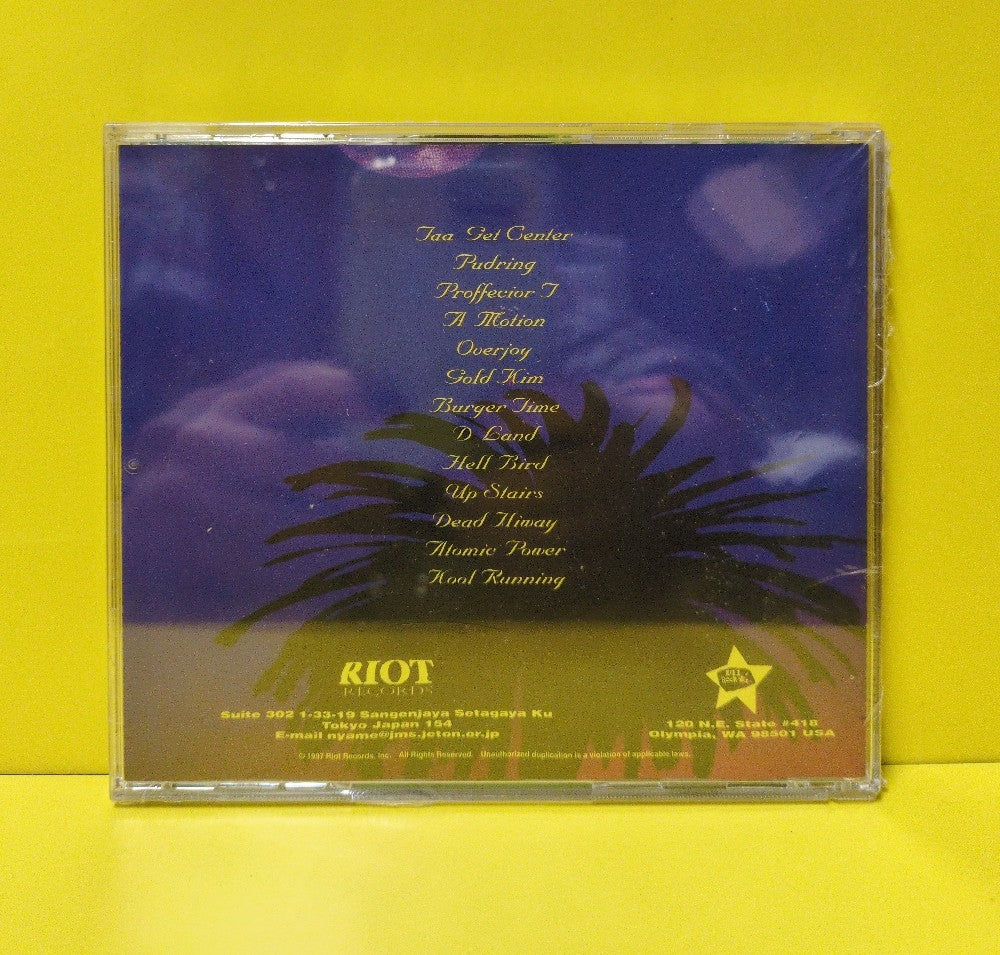 Taa Get Center
Pudring
Proffecior T
A Motion
Overjoy
Gold Kim
Burger Time
D Land
Hell Bird
Up Stairs
Dead Hiway
Atomic Power
Kool Running
RIOT
RECORDS
Suite 302 1-33-19 Sangenjaya Setagaya Ku
Tokyo Japan 154
E-mail nyame@jms.jeton.or.jp
© 1997 Riot Records, Inc. All Rights Reserved. Unauthorized duplication is a violation of applicable laws.
120 N.E. State #418
Olympia, WA 98501 USA